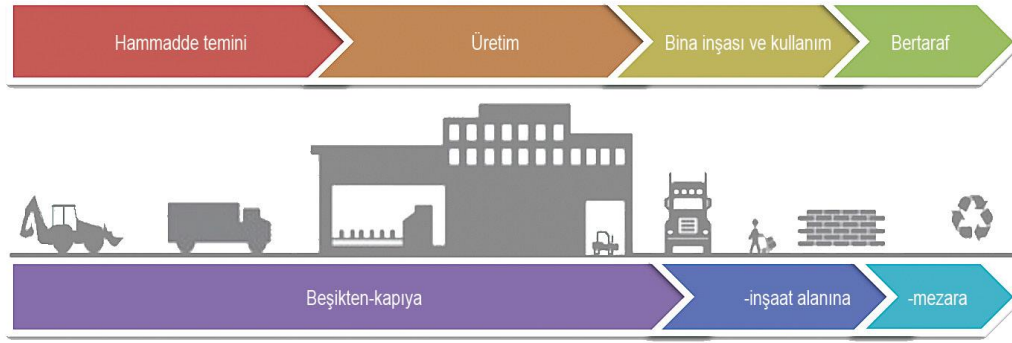 Hammadde temini
Üretim
Bina inşası ve kullanım
Bertaraf
Beşikten-kapıya
-inşaat alanına
-mezara